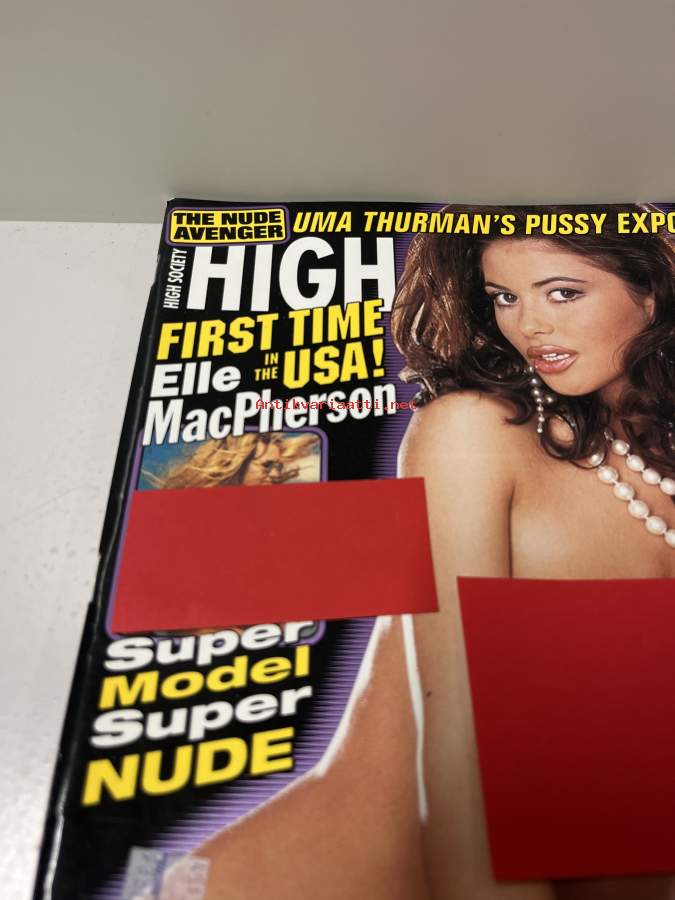 THE NUDE
AVENGER
UMA THURMAN'S PUSSY
HIGH SOCIETY
HIGH
FIRST TIME
IN
THE
USA!
Elle
MacPherson
Antikvariaatti.net
Super
Model
Super
NUDE